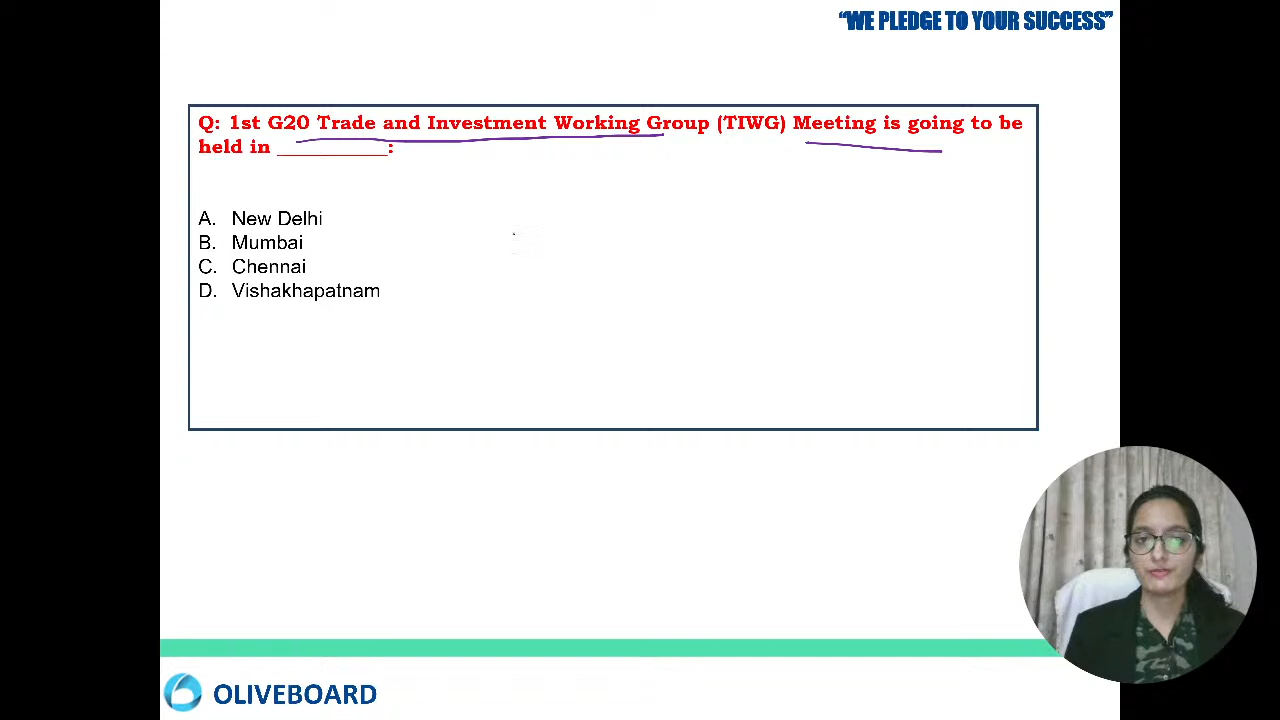 “WE PLEDGE TO YOUR SUCCESS”
Q: 1st G20 Trade and Investment Working Group (TIWG) Meeting is going to be
held in __________:
A. New Delhi
B. Mumbai
C. Chennai
D. Vishakhapatnam
OLIVEBOARD